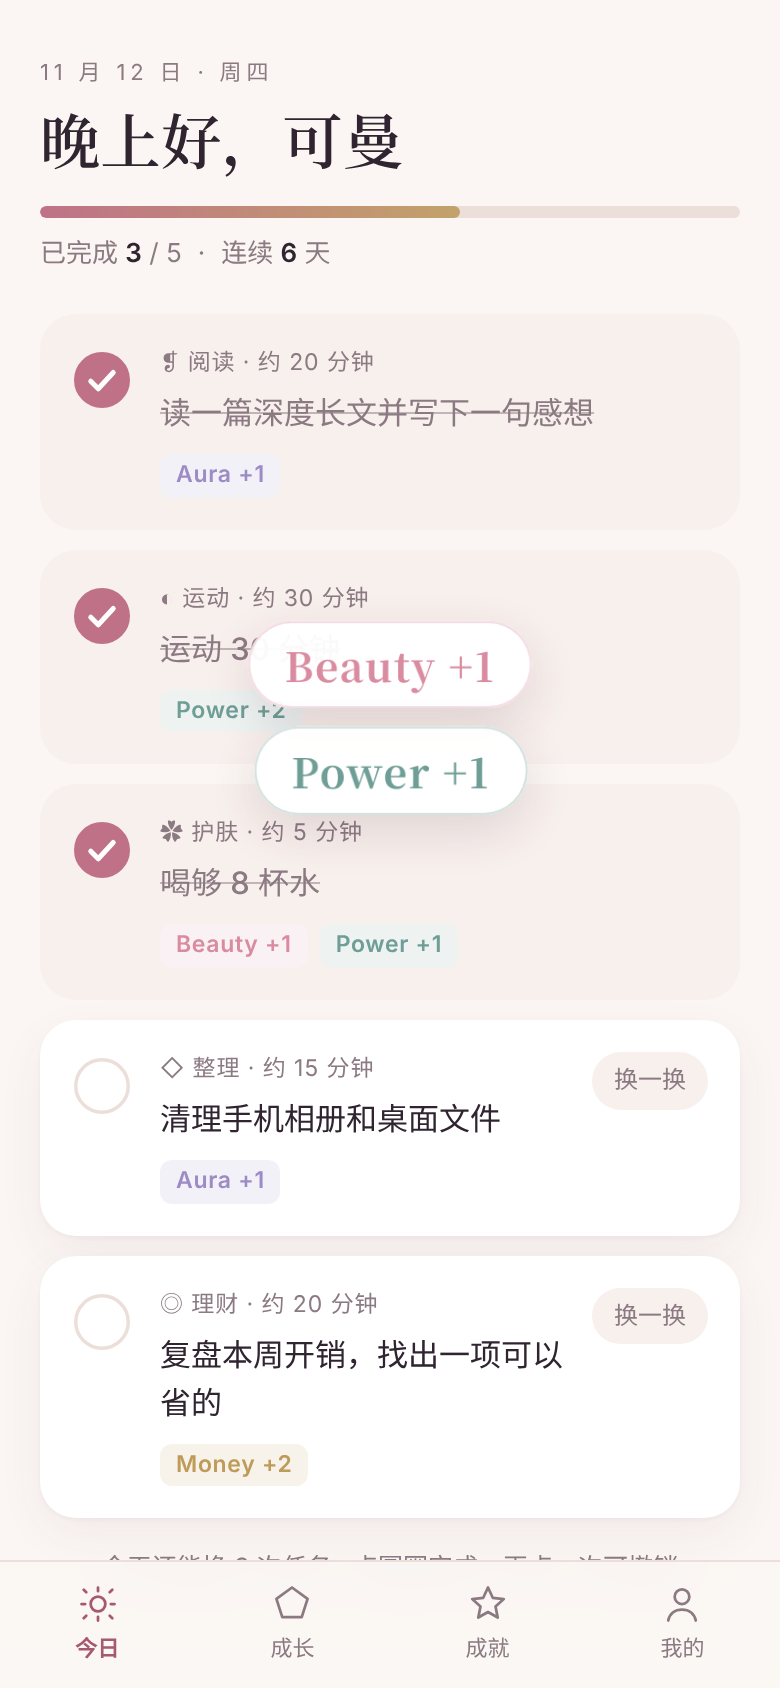 11 月 12 日 · 周四
晚上好，可曼
已完成 3 / 5 · 连续 6 天
阅读 · 约 20 分钟
读一篇深度长文并写下一句感想
Aura +1
运动 · 约 30 分钟
运动 30 分钟
Beauty +1
Power +2
Power +1
护肤 · 约 5 分钟
喝够 8 杯水
Beauty +1 Power +1
整理 · 约 15 分钟
换一换
清理手机相册和桌面文件
Aura +1
理财 · 约 20 分钟
换一换
复盘本周开销，找出一项可以
省的
Money +2
今日 成长 成就 我的